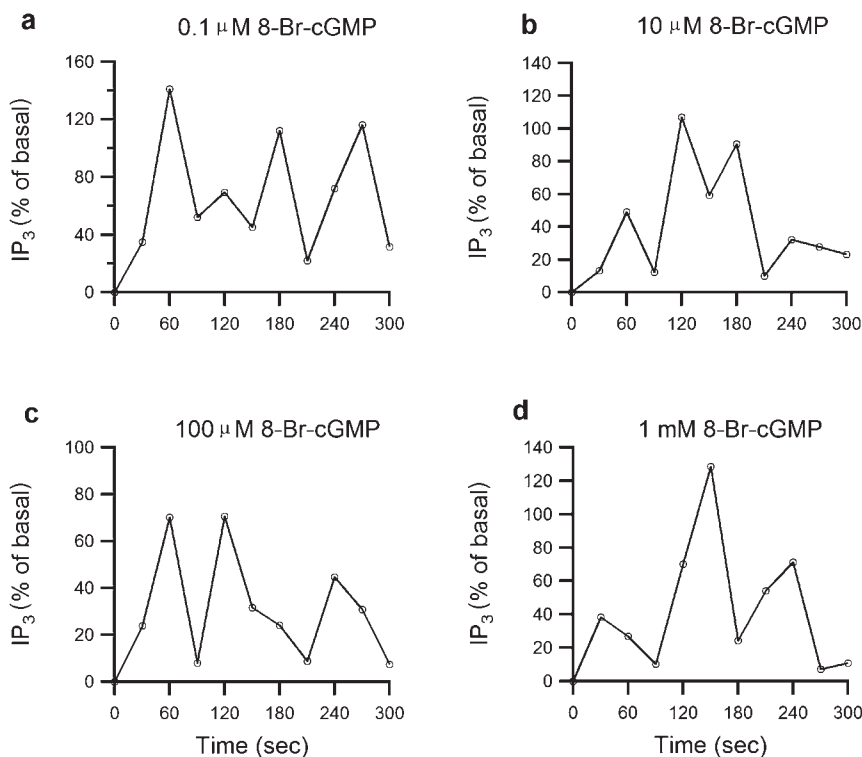 a
0.1 μM 8-Br-cGMP
IP3 (% of basal)
160
120
80
40
0
0 60 120 180 240 300
b
10 μM 8-Br-cGMP
IP3 (% of basal)
140
120
100
80
60
40
20
0
0 60 120 180 240 300
c
100 μM 8-Br-cGMP
IP3 (% of basal)
100
80
60
40
20
0
0 60 120 180 240 300
Time (sec)
d
1 mM 8-Br-cGMP
IP3 (% of basal)
140
120
100
80
60
40
20
0
0 60 120 180 240 300
Time (sec)